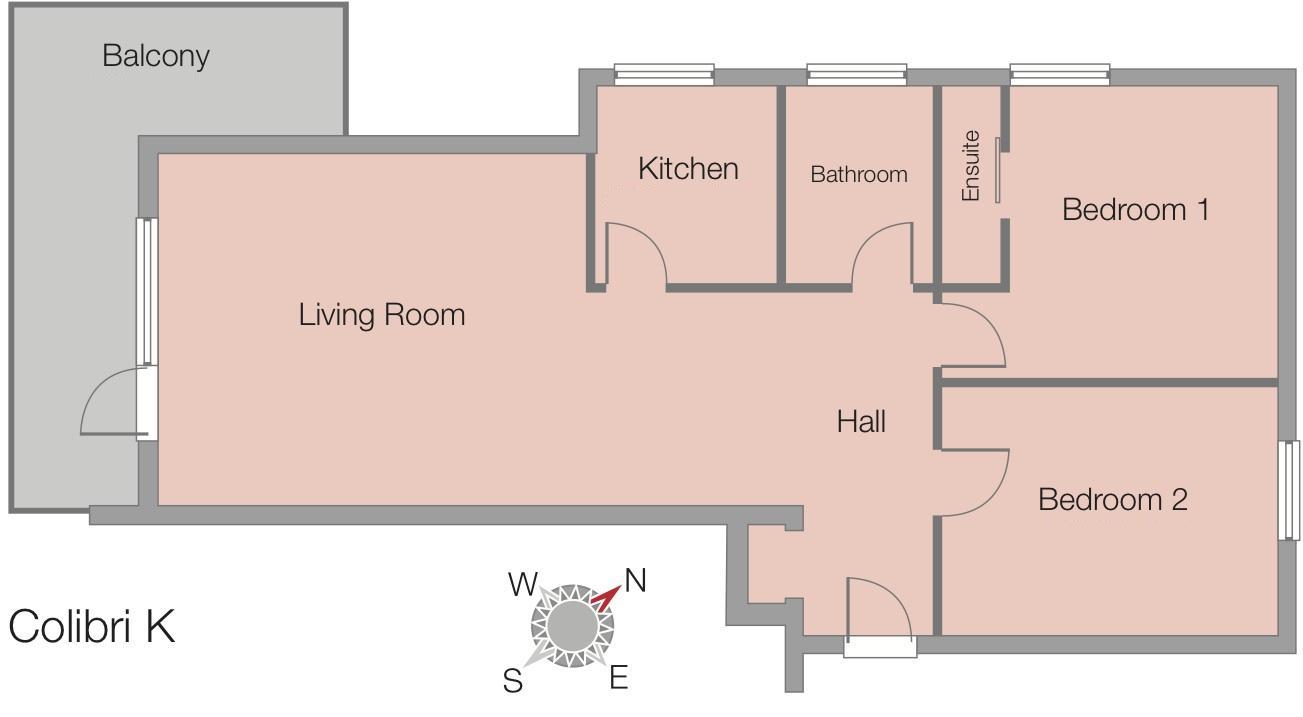 Balcony
Kitchen
Bathroom
Ensuite
Bedroom 1
Living Room
Hall
Bedroom 2
Colibri K
W
N
S
E